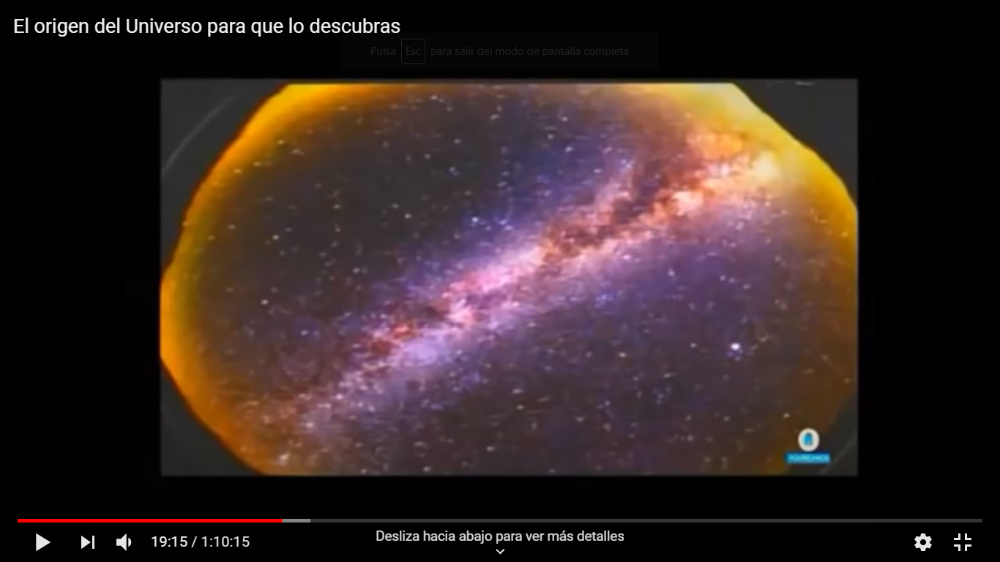 El origen del Universo para que lo descubras
Pulsa Esc para salir del modo de pantalla completa
19:15 / 1:10:15
Desliza hacia abajo para ver más detalles